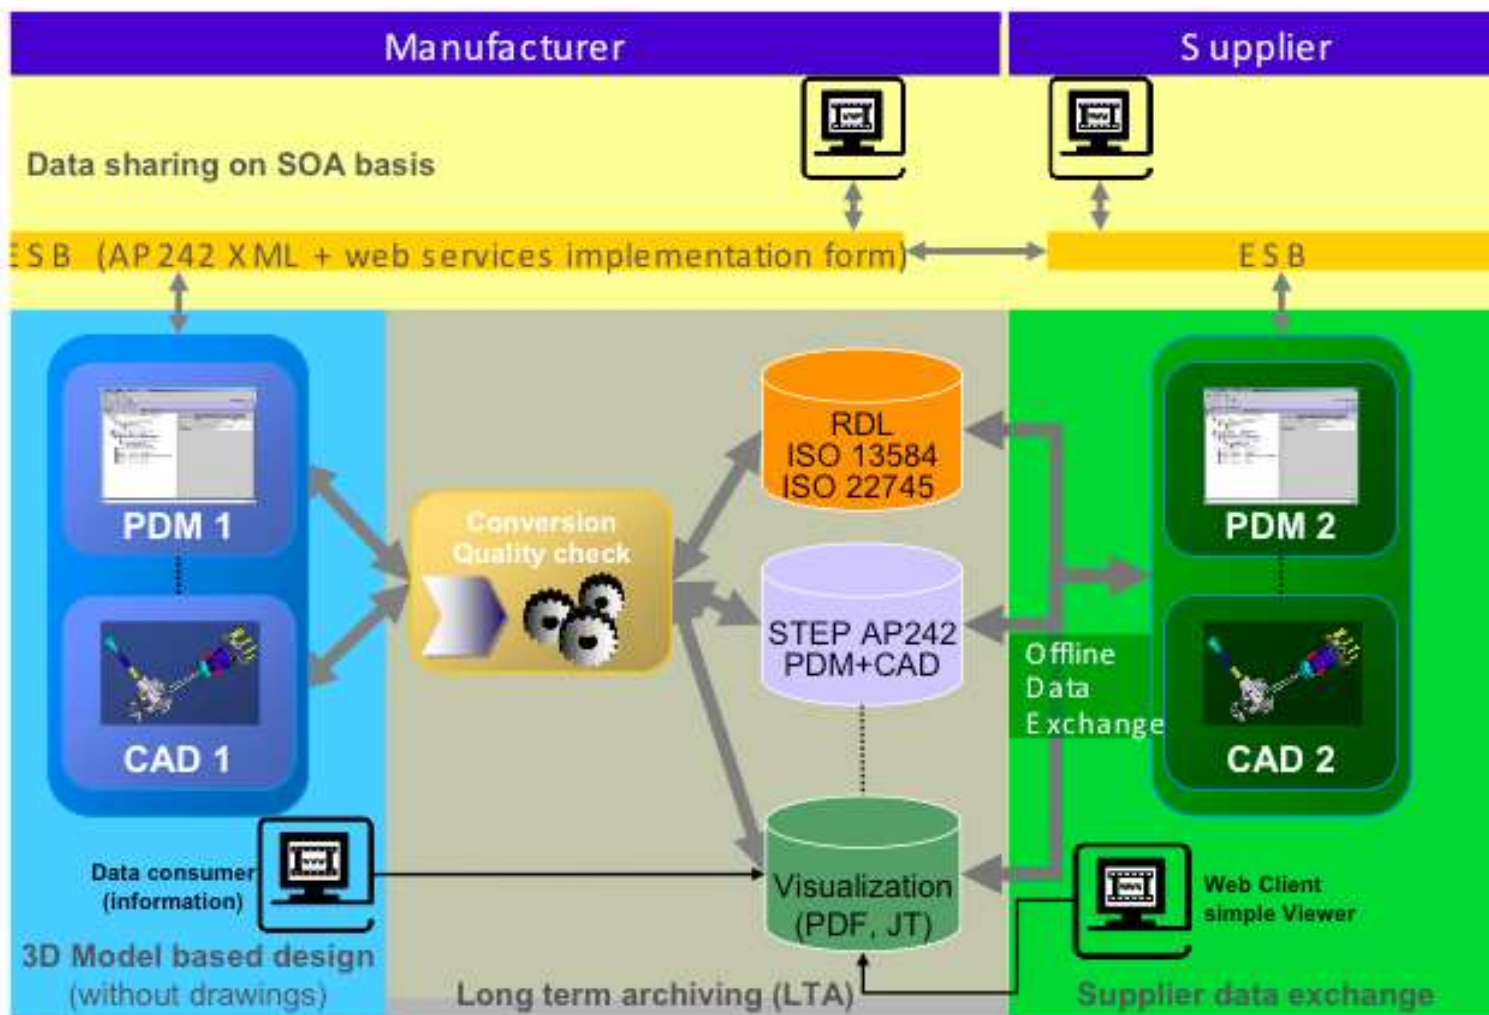 Manufacturer
Supplier
Data sharing on SOA basis
ESB (AP242 XML + web services implementation form)
ESB
RDL
ISO 13584
ISO 22745
PDM 1
Conversion
Quality check
PDM 2
STEP AP242
PDM+CAD
Offline
Data
Exchange
CAD 1
CAD 2
Data consumer
(information)
Visualization
(PDF, JT)
Web Client
simple Viewer
3D Model based design
(without drawings)
Long term archiving (LTA)
Supplier data exchange